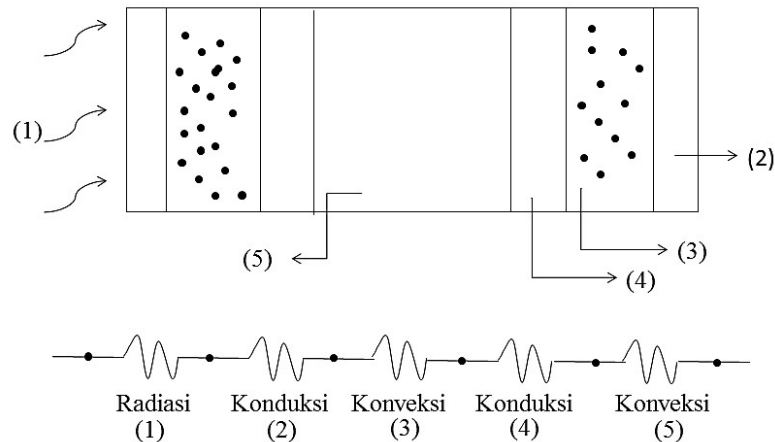 (1)
(2)
(3)
(4)
(5)
Radiasi Konduksi Konveksi Konduksi Konveksi
(1) (2) (3) (4) (5)